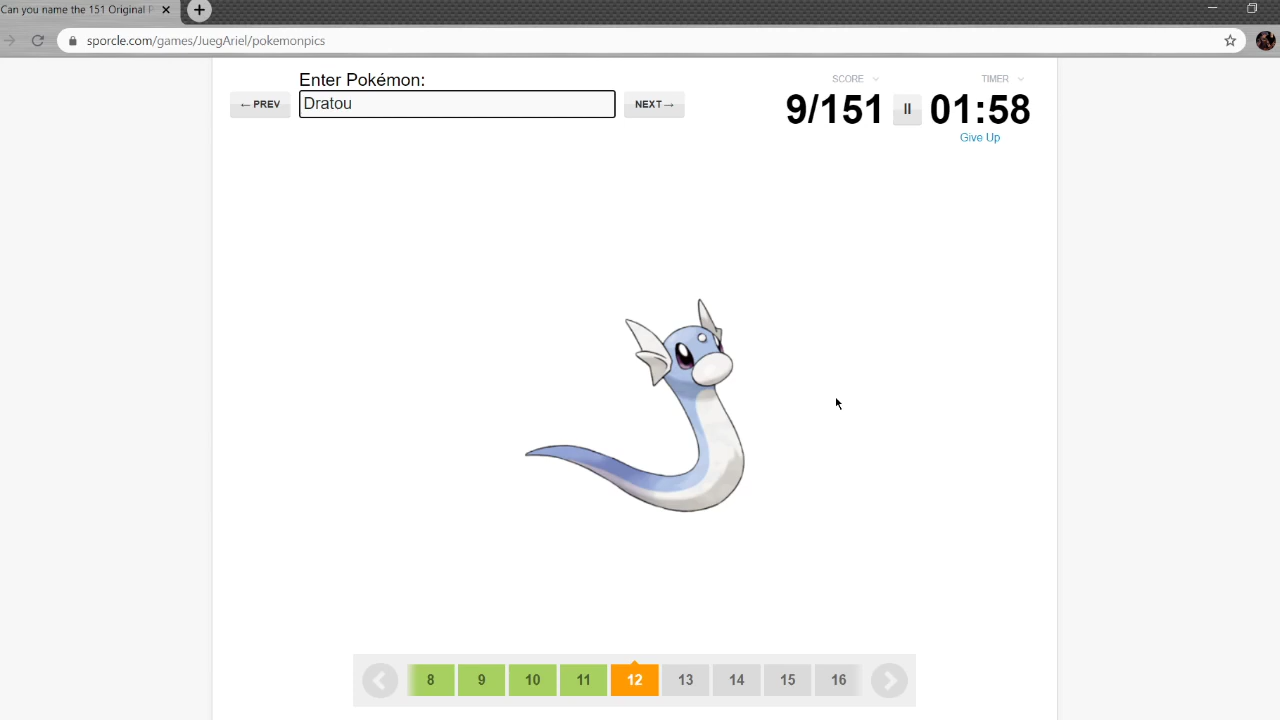 Can you name the 151 Original P
sporcle.com/games/JuegAriel/pokemonpics
Enter Pokémon:
← PREV
Dratou
NEXT →
SCORE
9/151
TIMER
01:58
Give Up
8 9 10 11 12 13 14 15 16